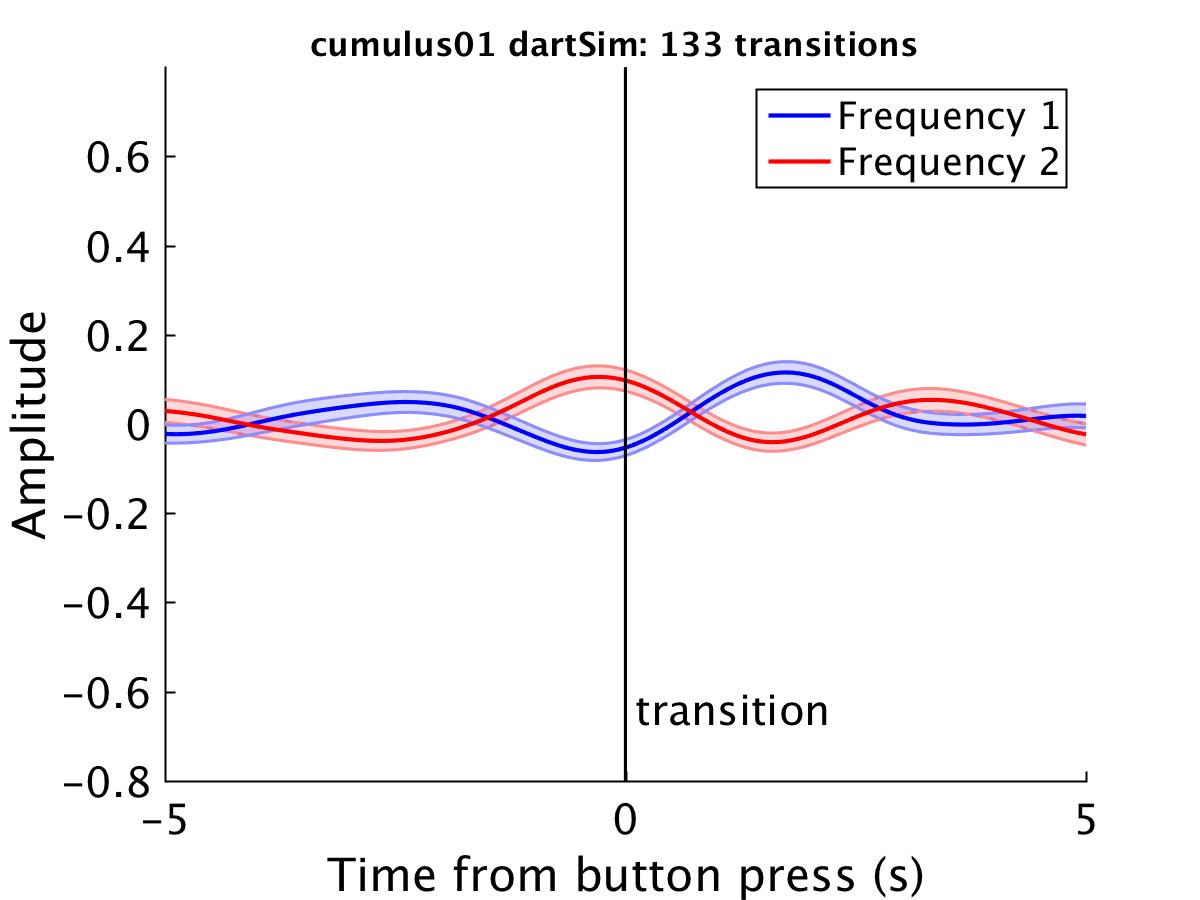 cumulus01 dartSim: 133 transitions
Frequency 1
Frequency 2
0.6
0.4
0.2
0
−0.2
−0.4
−0.6
−0.8
Amplitude
transition
−5
0
5
Time from button press (s)